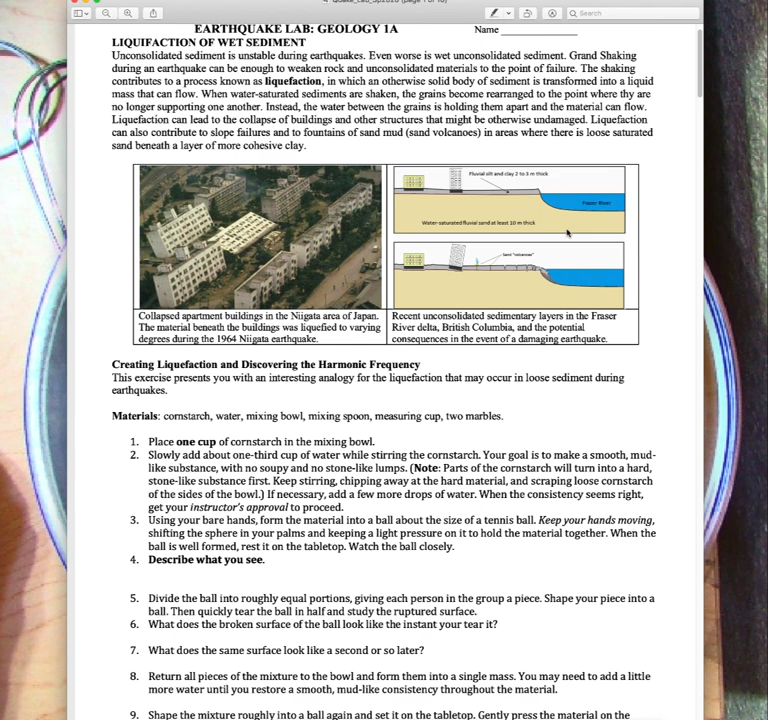 Search
EARTHQUAKE LAB: GEOLOGY 1A Name
LIQUIFACTION OF WET SEDIMENT
Unconsolidated sediment is unstable during earthquakes. Even worse is wet unconsolidated sediment. Grand Shaking
during an earthquake can be enough to weaken rock and unconsolidated materials to the point of failure. The shaking
contributes to a process known as liquefaction, in which an otherwise solid body of sediment is transformed into a liquid
mass that can flow. When water-saturated sediments are shaken, the grains become rearranged to the point where thy are
no longer supporting one another. Instead, the water between the grains is holding them apart and the material can flow.
Liquefaction can lead to the collapse of buildings and other structures that might be otherwise undamaged. Liquefaction
can also contribute to slope failures and to fountains of sand mud (sand volcanoes) in areas where there is loose saturated
sand beneath a layer of more cohesive clay.
Fluvial silt and clay 2 to 3 m thick
Fraser River
Water-saturated fluvial sand at least 10 m thick
Sand "volcanoes"
Collapsed apartment buildings in the Niigata area of Japan.
The material beneath the buildings was liquefied to varying
degrees during the 1964 Niigata earthquake.
Recent unconsolidated sedimentary layers in the Fraser
River delta, British Columbia, and the potential
consequences in the event of a damaging earthquake.
Creating Liquefaction and Discovering the Harmonic Frequency
This exercise presents you with an interesting analogy for the liquefaction that may occur in loose sediment during
earthquakes.
Materials: cornstarch, water, mixing bowl, mixing spoon, measuring cup, two marbles.
1. Place one cup of cornstarch in the mixing bowl.
2. Slowly add about one-third cup of water while stirring the cornstarch. Your goal is to make a smooth, mud-
like substance, with no soupy and no stone-like lumps. (Note: Parts of the cornstarch will turn into a hard,
stone-like substance first. Keep stirring, chipping away at the hard material, and scraping loose cornstarch
of the sides of the bowl.) If necessary, add a few more drops of water. When the consistency seems right,
get your instructor's approval to proceed.
3. Using your bare hands, form the material into a ball about the size of a tennis ball. Keep your hands moving,
shifting the sphere in your palms and keeping a light pressure on it to hold the material together. When the
ball is well formed, rest it on the tabletop. Watch the ball closely.
4. Describe what you see.
5. Divide the ball into roughly equal portions, giving each person in the group a piece. Shape your piece into a
ball. Then quickly tear the ball in half and study the ruptured surface.
6. What does the broken surface of the ball look like the instant your tear it?
7. What does the same surface look like a second or so later?
8. Return all pieces of the mixture to the bowl and form them into a single mass. You may need to add a little
more water until you restore a smooth, mud-like consistency throughout the material.
9. Shape the mixture roughly into a ball again and set it on the tabletop. Gently press the material on the